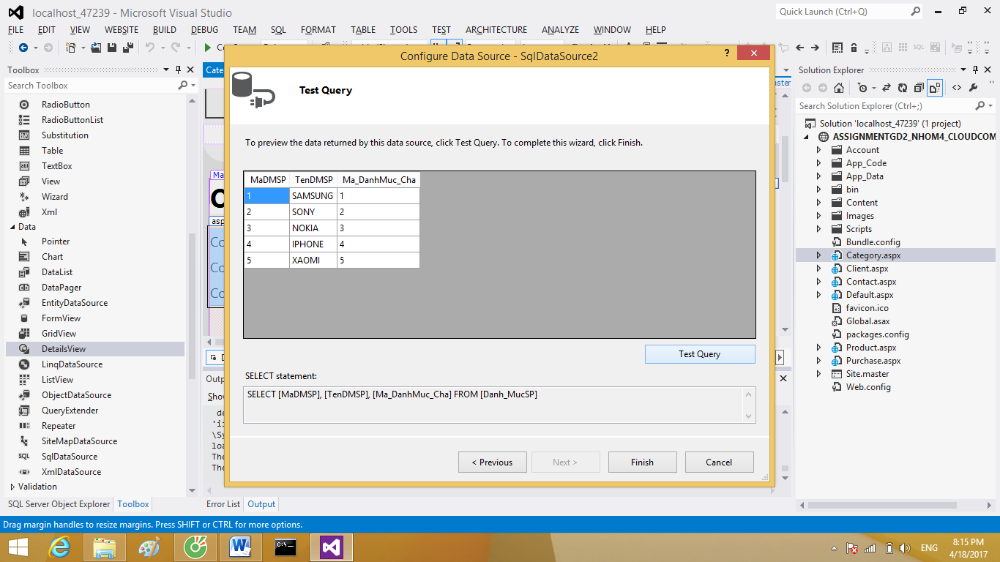 localhost_47239 - Microsoft Visual Studio
Quick Launch (Ctrl+Q)
FILE EDIT VIEW WEBSITE BUILD DEBUG TEAM SQL FORMAT TABLE TOOLS TEST ARCHITECTURE ANALYZE WINDOW HELP
Toolbox
Search Toolbox
RadioButton
RadioButtonList
Substitution
Table
TextBox
View
Wizard
Xml
Data
Pointer
Chart
DataList
DataPager
EntityDataSource
FormView
GridView
DetailsView
LinqDataSource
ListView
ObjectDataSource
QueryExtender
Repeater
SiteMapDataSource
SqlDataSource
XmlDataSource
Validation
SQL Server Object Explorer Toolbox
Configure Data Source - SqlDataSource2
?
Test Query
To preview the data returned by this data source, click Test Query. To complete this wizard, click Finish.
MaDMSP TenDMSP Ma_DanhMuc_Cha
1 SAMSUNG 1
2 SONY 2
3 NOKIA 3
4 IPHONE 4
5 XAOMI 5
Test Query
SELECT statement:
SELECT [MaDMSP], [TenDMSP], [Ma_DanhMuc_Cha] FROM [Danh_MucSP]
< Previous Next > Finish Cancel
Error List Output
Solution Explorer
Search Solution Explorer (Ctrl+;)
Solution 'localhost_47239' (1 project)
ASSIGNMENTGD2_NHOM4_CLOUDCOM
Account
App_Code
App_Data
bin
Content
Images
Scripts
Bundle.config
Category.aspx
Client.aspx
Contact.aspx
Default.aspx
favicon.ico
Global.asax
packages.config
Product.aspx
Purchase.aspx
Site.master
Web.config
Drag margin handles to resize margins. Press SHIFT or CTRL for more options.
ENG
8:15 PM
4/18/2017